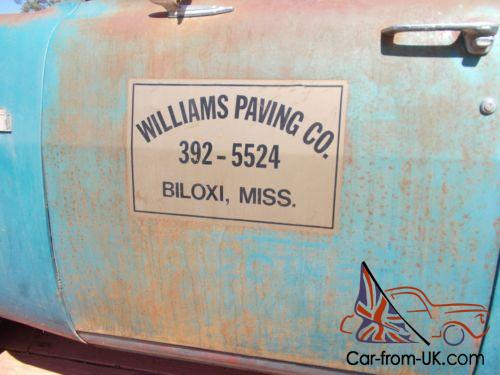 WILLIAMS PAVING CO.
392-5524
BILOXI, MISS.
Car-from-UK.com